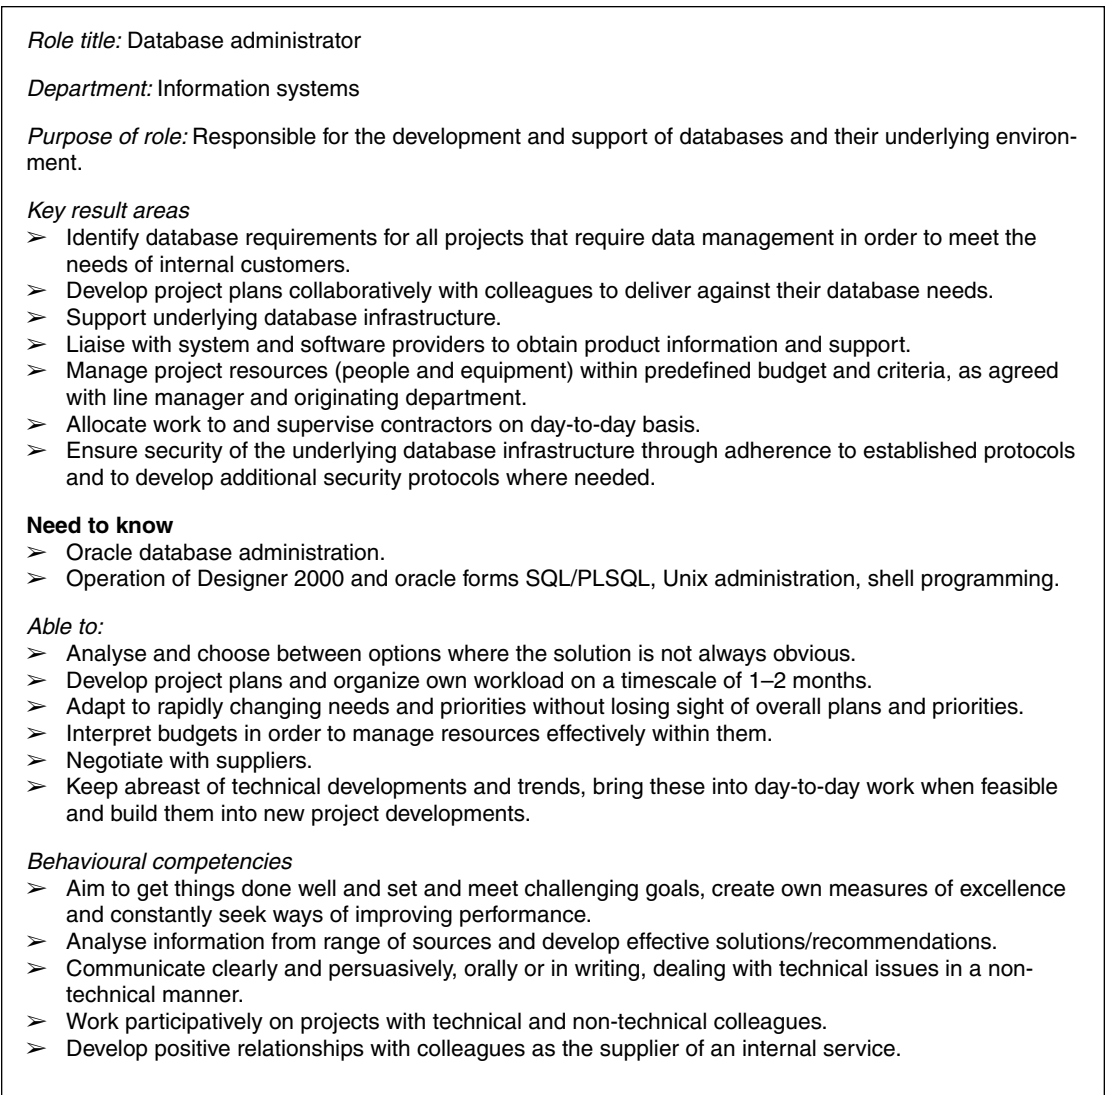 Role title: Database administrator
Department: Information systems
Purpose of role: Responsible for the development and support of databases and their underlying environ-
ment.
Key result areas
➢ Identify database requirements for all projects that require data management in order to meet the
needs of internal customers.
➢ Develop project plans collaboratively with colleagues to deliver against their database needs.
➢ Support underlying database infrastructure.
➢ Liaise with system and software providers to obtain product information and support.
➢ Manage project resources (people and equipment) within predefined budget and criteria, as agreed
with line manager and originating department.
➢ Allocate work to and supervise contractors on day-to-day basis.
➢ Ensure security of the underlying database infrastructure through adherence to established protocols
and to develop additional security protocols where needed.
Need to know
➢ Oracle database administration.
➢ Operation of Designer 2000 and oracle forms SQL/PLSQL, Unix administration, shell programming.
Able to:
➢ Analyse and choose between options where the solution is not always obvious.
➢ Develop project plans and organize own workload on a timescale of 1–2 months.
➢ Adapt to rapidly changing needs and priorities without losing sight of overall plans and priorities.
➢ Interpret budgets in order to manage resources effectively within them.
➢ Negotiate with suppliers.
➢ Keep abreast of technical developments and trends, bring these into day-to-day work when feasible
and build them into new project developments.
Behavioural competencies
➢ Aim to get things done well and set and meet challenging goals, create own measures of excellence
and constantly seek ways of improving performance.
➢ Analyse information from range of sources and develop effective solutions/recommendations.
➢ Communicate clearly and persuasively, orally or in writing, dealing with technical issues in a non-
technical manner.
➢ Work participatively on projects with technical and non-technical colleagues.
➢ Develop positive relationships with colleagues as the supplier of an internal service.